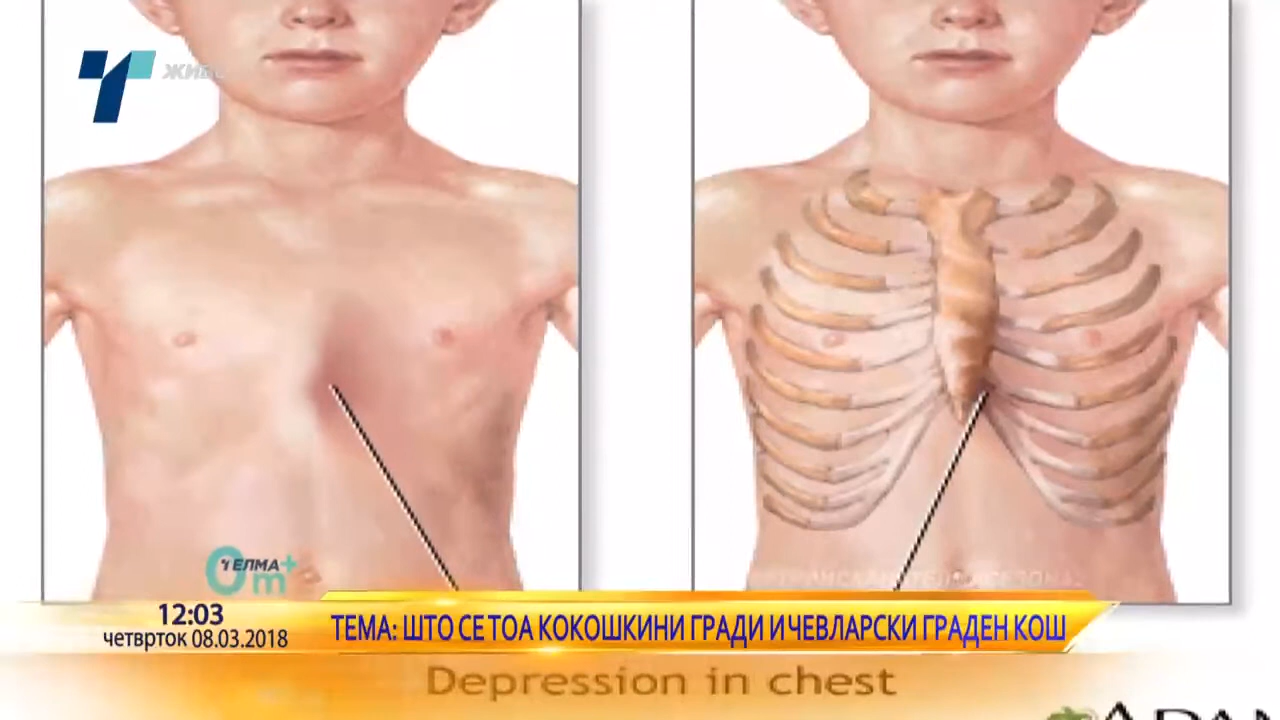 ЖИВО
ТЕЛМА+
m
12:03
четврток 08.03.2018
ТЕМА: ШТО СЕ ТОА КОКОШКИНИ ГРАДИ И ЧЕВЛАРСКИ ГРАДЕН КОШ
Depression in chest